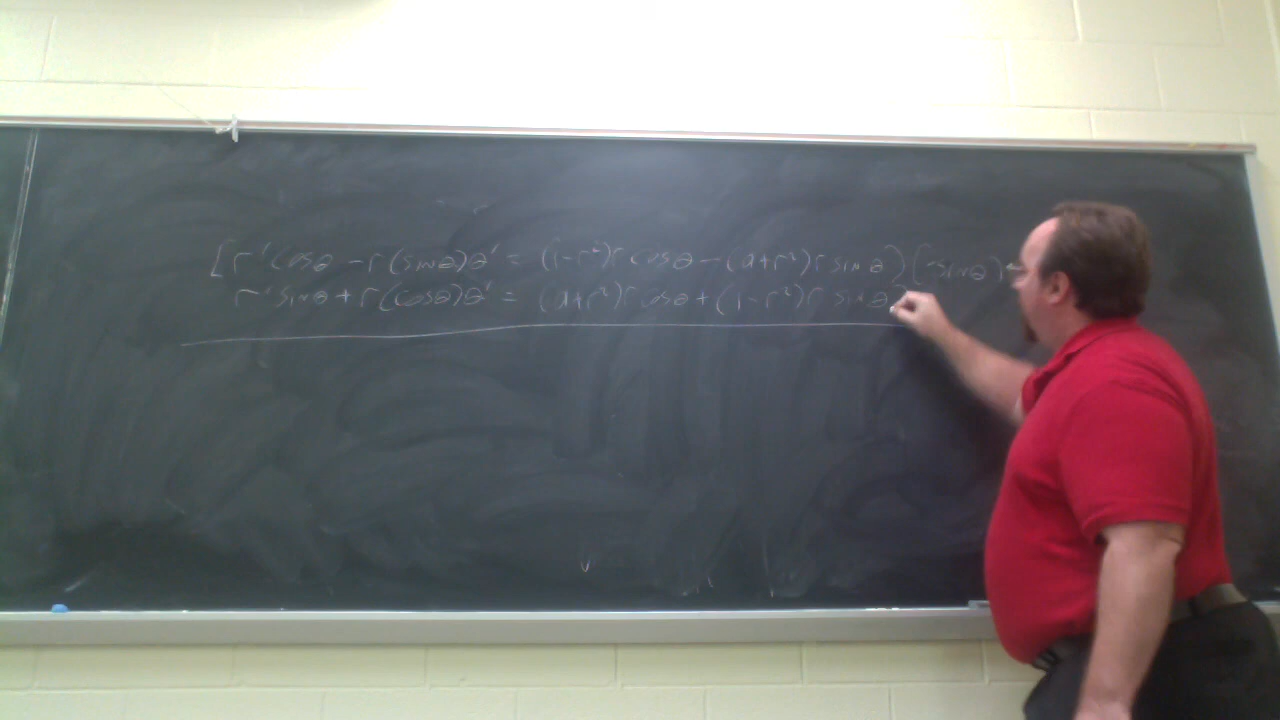 [r'cosθ - r(sinθ)θ' = (1-r²)r cosθ - (a+r²)r sinθ)(-sinθ)
r'sinθ + r(cosθ)θ' = (a+r²)r cosθ + (1-r²)r sinθ